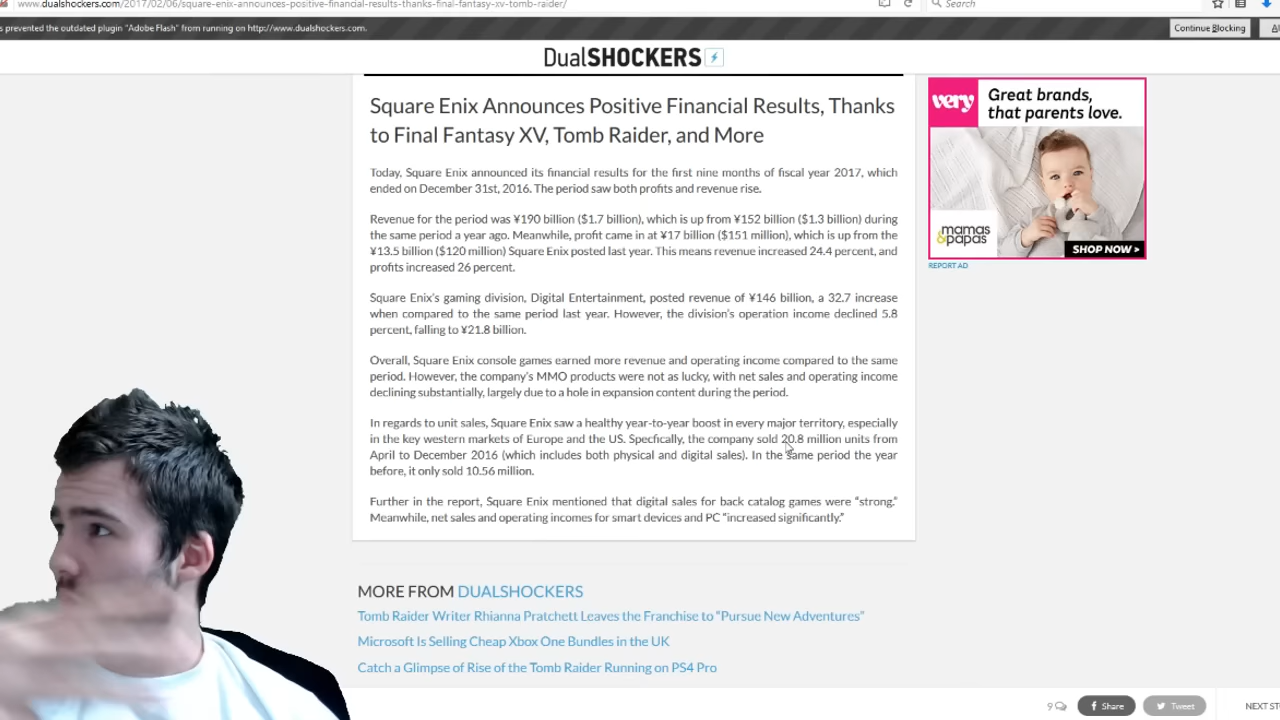 www.dualshockers.com/2017/02/06/square-enix-announces-positive-financial-results-thanks-final-fantasy-xv-tomb-raider/
Search
s prevented the outdated plugin "Adobe Flash" from running on http://www.dualshockers.com.
Continue Blocking
DualSHOCKERS
Square Enix Announces Positive Financial Results, Thanks
to Final Fantasy XV, Tomb Raider, and More
Today, Square Enix announced its financial results for the first nine months of fiscal year 2017, which
ended on December 31st, 2016. The period saw both profits and revenue rise.
Revenue for the period was ¥190 billion ($1.7 billion), which is up from ¥152 billion ($1.3 billion) during
the same period a year ago. Meanwhile, profit came in at ¥17 billion ($151 million), which is up from the
¥13.5 billion ($120 million) Square Enix posted last year. This means revenue increased 24.4 percent, and
profits increased 26 percent.
Square Enix's gaming division, Digital Entertainment, posted revenue of ¥146 billion, a 32.7 increase
when compared to the same period last year. However, the division's operation income declined 5.8
percent, falling to ¥21.8 billion.
Overall, Square Enix console games earned more revenue and operating income compared to the same
period. However, the company's MMO products were not as lucky, with net sales and operating income
declining substantially, largely due to a hole in expansion content during the period.
In regards to unit sales, Square Enix saw a healthy year-to-year boost in every major territory, especially
in the key western markets of Europe and the US. Specfically, the company sold 20.8 million units from
April to December 2016 (which includes both physical and digital sales). In the same period the year
before, it only sold 10.56 million.
Further in the report, Square Enix mentioned that digital sales for back catalog games were "strong."
Meanwhile, net sales and operating incomes for smart devices and PC "increased significantly."
very
Great brands,
that parents love.
mamas
&papas
SHOP NOW >
REPORT AD
MORE FROM DUALSHOCKERS
Tomb Raider Writer Rhianna Pratchett Leaves the Franchise to "Pursue New Adventures"
Microsoft Is Selling Cheap Xbox One Bundles in the UK
Catch a Glimpse of Rise of the Tomb Raider Running on PS4 Pro
9
Share
Tweet
NEXT ST